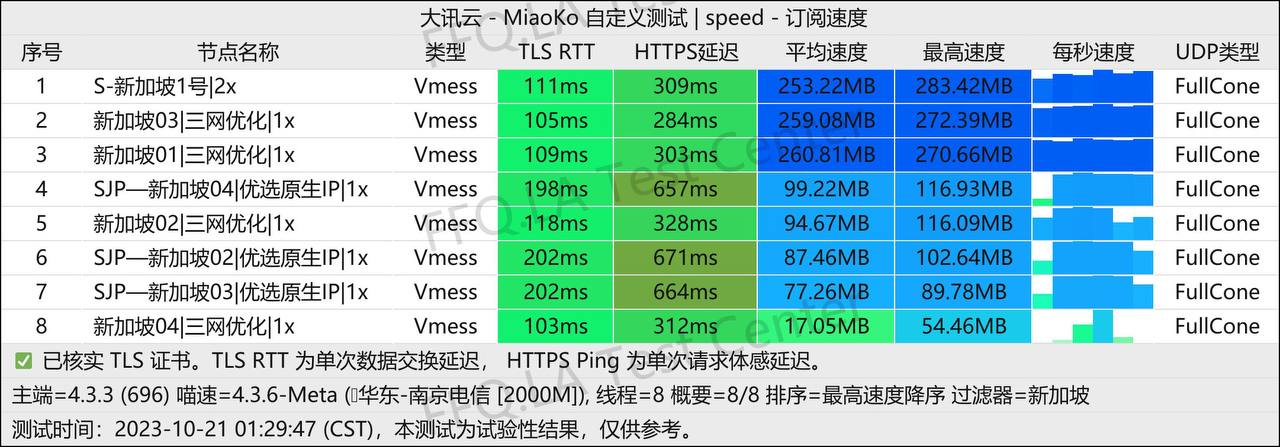 大讯云 - MiaoKo 自定义测试 | speed - 订阅速度
序号 节点名称 类型 TLS RTT HTTPS延迟 平均速度 最高速度 每秒速度 UDP类型
1 S-新加坡1号|2x Vmess 111ms 309ms 253.22MB 283.42MB FullCone
2 新加坡03|三网优化|1x Vmess 105ms 284ms 259.08MB 272.39MB FullCone
3 新加坡01|三网优化|1x Vmess 109ms 303ms 260.81MB 270.66MB FullCone
4 SJP—新加坡04|优选原生IP|1x Vmess 198ms 657ms 99.22MB 116.93MB FullCone
5 新加坡02|三网优化|1x Vmess 118ms 328ms 94.67MB 116.09MB FullCone
6 SJP—新加坡02|优选原生IP|1x Vmess 202ms 671ms 87.46MB 102.64MB FullCone
7 SJP—新加坡03|优选原生IP|1x Vmess 202ms 664ms 77.26MB 89.78MB FullCone
8 新加坡04|三网优化|1x Vmess 103ms 312ms 17.05MB 54.46MB FullCone
✅ 已核实 TLS 证书。TLS RTT 为单次数据交换延迟， HTTPS Ping 为单次请求体感延迟。
主端=4.3.3 (696) 喵速=4.3.6-Meta (华东-南京电信 [2000M]), 线程=8 概要=8/8 排序=最高速度降序 过滤器=新加坡
测试时间：2023-10-21 01:29:47 (CST)，本测试为试验性结果，仅供参考。
FFQ.LA Test Center
FFQ.LA Test Center
FFQ.LA Test Center